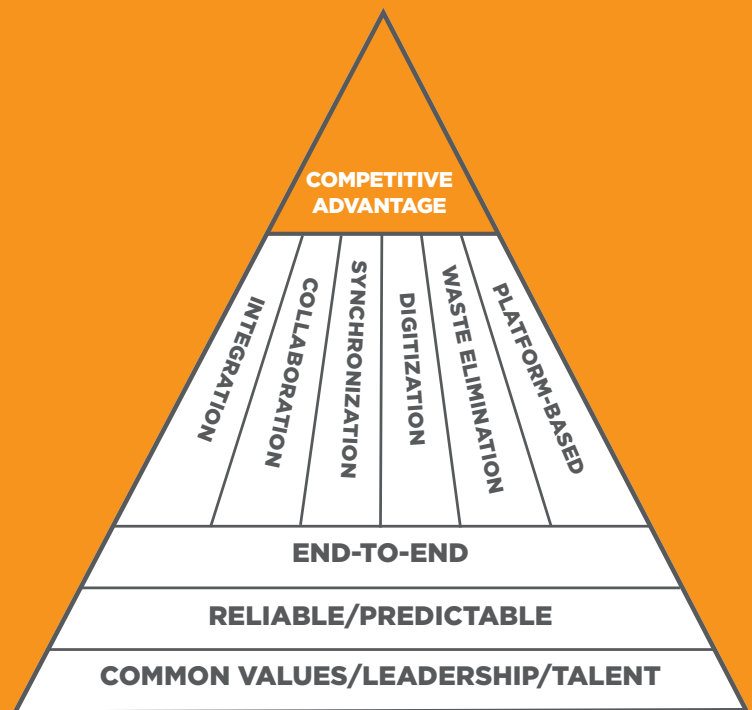 COMPETITIVE
ADVANTAGE
INTEGRATION
COLLABORATION
SYNCHRONIZATION
DIGITIZATION
WASTE ELIMINATION
PLATFORM-BASED
END-TO-END
RELIABLE/PREDICTABLE
COMMON VALUES/LEADERSHIP/TALENT